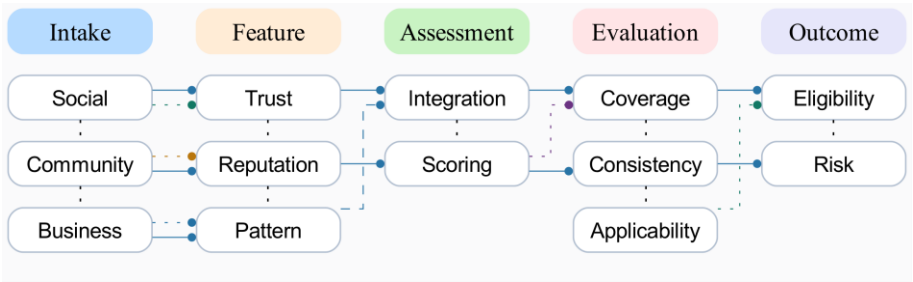 Intake Feature Assessment Evaluation Outcome
Social Trust Integration Coverage Eligibility
Community Reputation Scoring Consistency Risk
Business Pattern Applicability